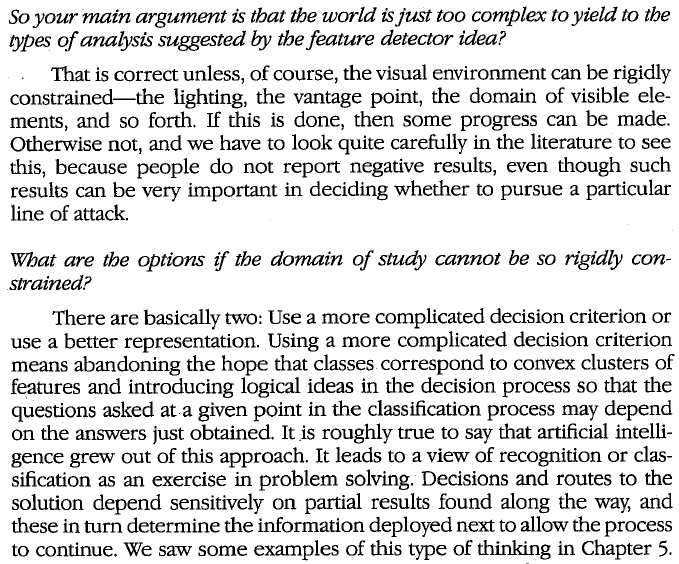 So your main argument is that the world is just too complex to yield to the
types of analysis suggested by the feature detector idea?
That is correct unless, of course, the visual environment can be rigidly
constrained—the lighting, the vantage point, the domain of visible ele-
ments, and so forth. If this is done, then some progress can be made.
Otherwise not, and we have to look quite carefully in the literature to see
this, because people do not report negative results, even though such
results can be very important in deciding whether to pursue a particular
line of attack.
What are the options if the domain of study cannot be so rigidly con-
strained?
There are basically two: Use a more complicated decision criterion or
use a better representation. Using a more complicated decision criterion
means abandoning the hope that classes correspond to convex clusters of
features and introducing logical ideas in the decision process so that the
questions asked at a given point in the classification process may depend
on the answers just obtained. It is roughly true to say that artificial intelli-
gence grew out of this approach. It leads to a view of recognition or clas-
sification as an exercise in problem solving. Decisions and routes to the
solution depend sensitively on partial results found along the way, and
these in turn determine the information deployed next to allow the process
to continue. We saw some examples of this type of thinking in Chapter 5.